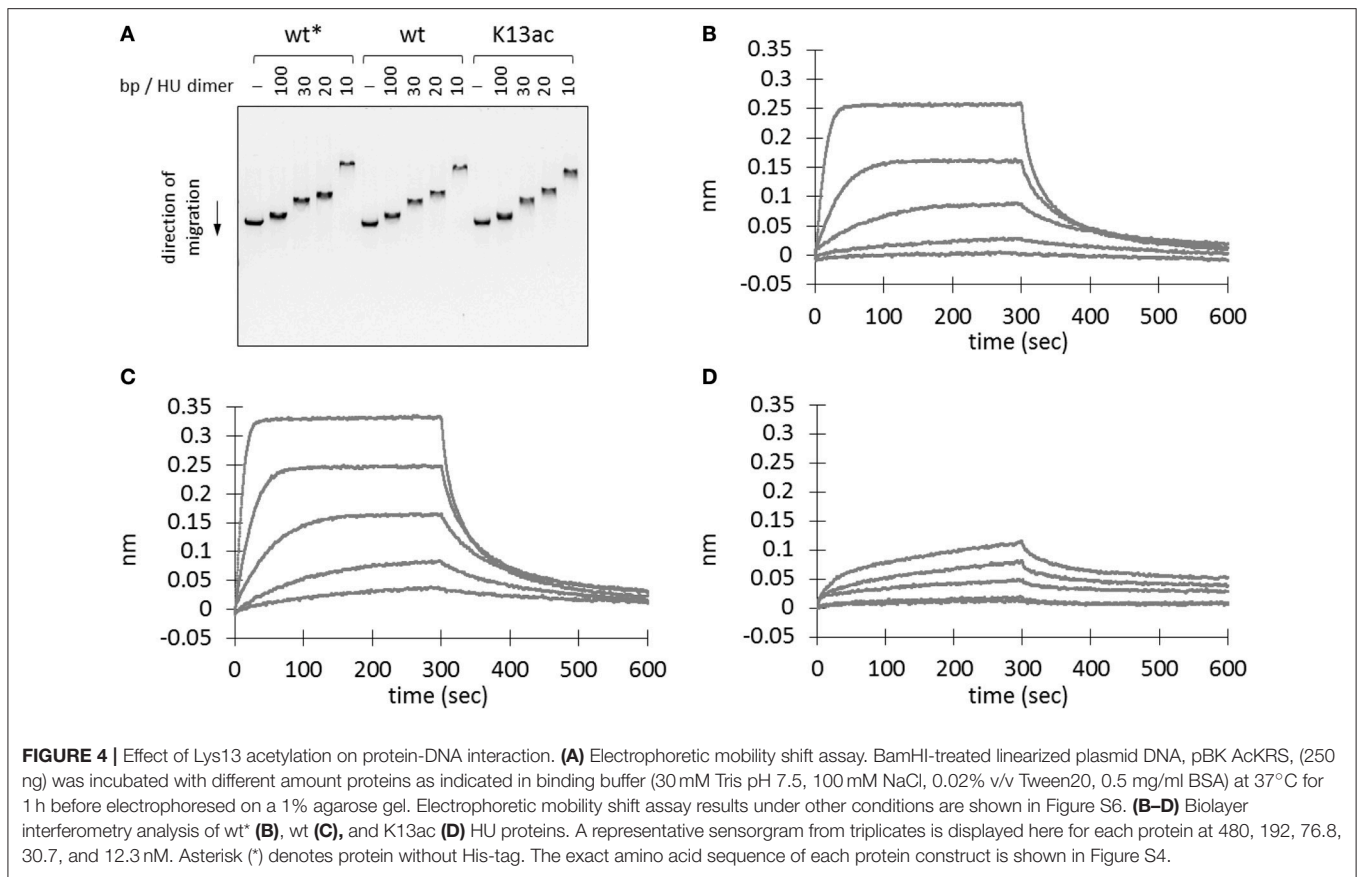 A
wt* wt K13ac
bp / HU dimer – 100 30 20 10 – 100 30 20 10 – 100 30 20 10
direction of
migration
B
0.35
0.3
0.25
0.2
0.15
0.1
0.05
0
-0.05
nm
0 100 200 300 400 500 600
time (sec)
C
0.35
0.3
0.25
0.2
0.15
0.1
0.05
0
-0.05
nm
0 100 200 300 400 500 600
time (sec)
D
0.35
0.3
0.25
0.2
0.15
0.1
0.05
0
-0.05
nm
0 100 200 300 400 500 600
time (sec)
FIGURE 4 | Effect of Lys13 acetylation on protein-DNA interaction. (A) Electrophoretic mobility shift assay. BamHI-treated linearized plasmid DNA, pBK AcKRS, (250
ng) was incubated with different amount proteins as indicated in binding buffer (30 mM Tris pH 7.5, 100 mM NaCl, 0.02% v/v Tween20, 0.5 mg/ml BSA) at 37°C for
1 h before electrophoresed on a 1% agarose gel. Electrophoretic mobility shift assay results under other conditions are shown in Figure S6. (B–D) Biolayer
interferometry analysis of wt* (B), wt (C), and K13ac (D) HU proteins. A representative sensorgram from triplicates is displayed here for each protein at 480, 192, 76.8,
30.7, and 12.3 nM. Asterisk (*) denotes protein without His-tag. The exact amino acid sequence of each protein construct is shown in Figure S4.